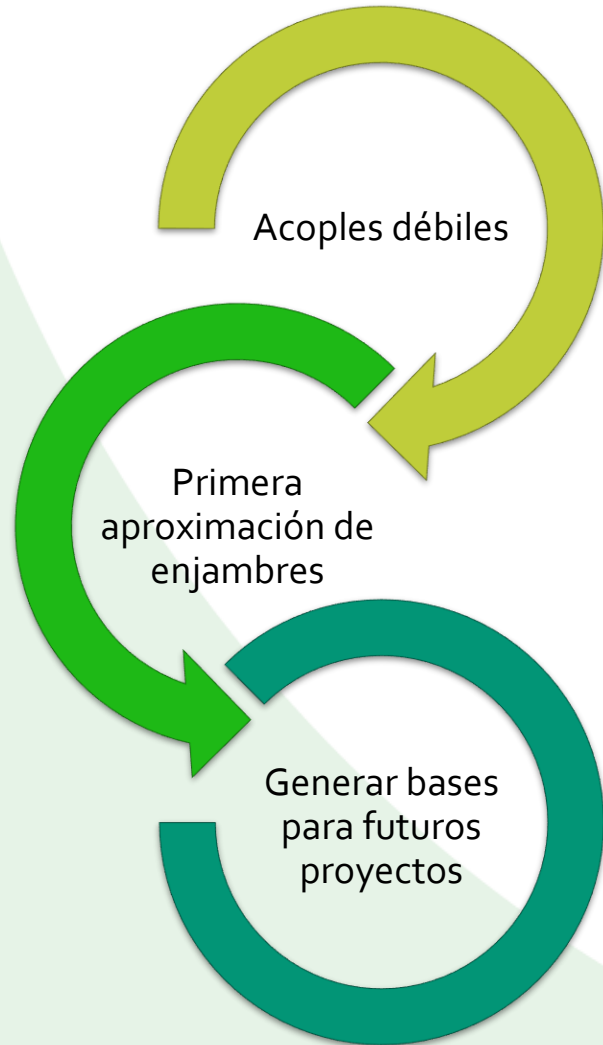 Acoples débiles
Primera
aproximación de
enjambres
Generar bases
para futuros
proyectos